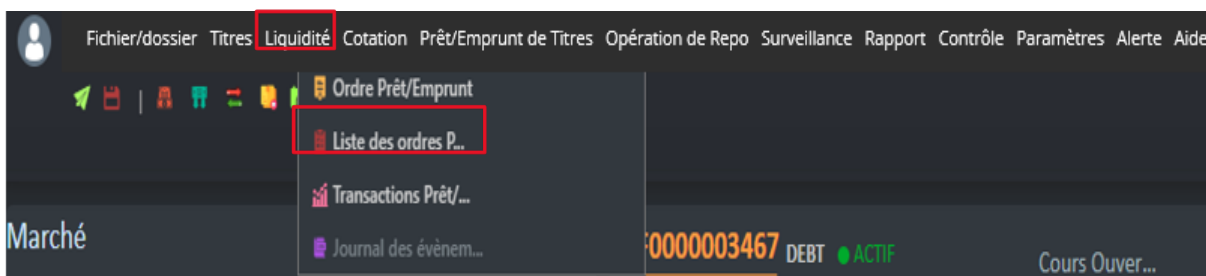 Fichier/dossier Titres Liquidité Cotation Prêt/Emprunt de Titres Opération de Repo Surveillance Rapport Contrôle Paramètres Alerte Aide
Ordre Prêt/Emprunt
Liste des ordres P...
Transactions Prêt/...
Marché
Journal des évènem...
0000003467 DEBT ACTIF
Cours Ouver...